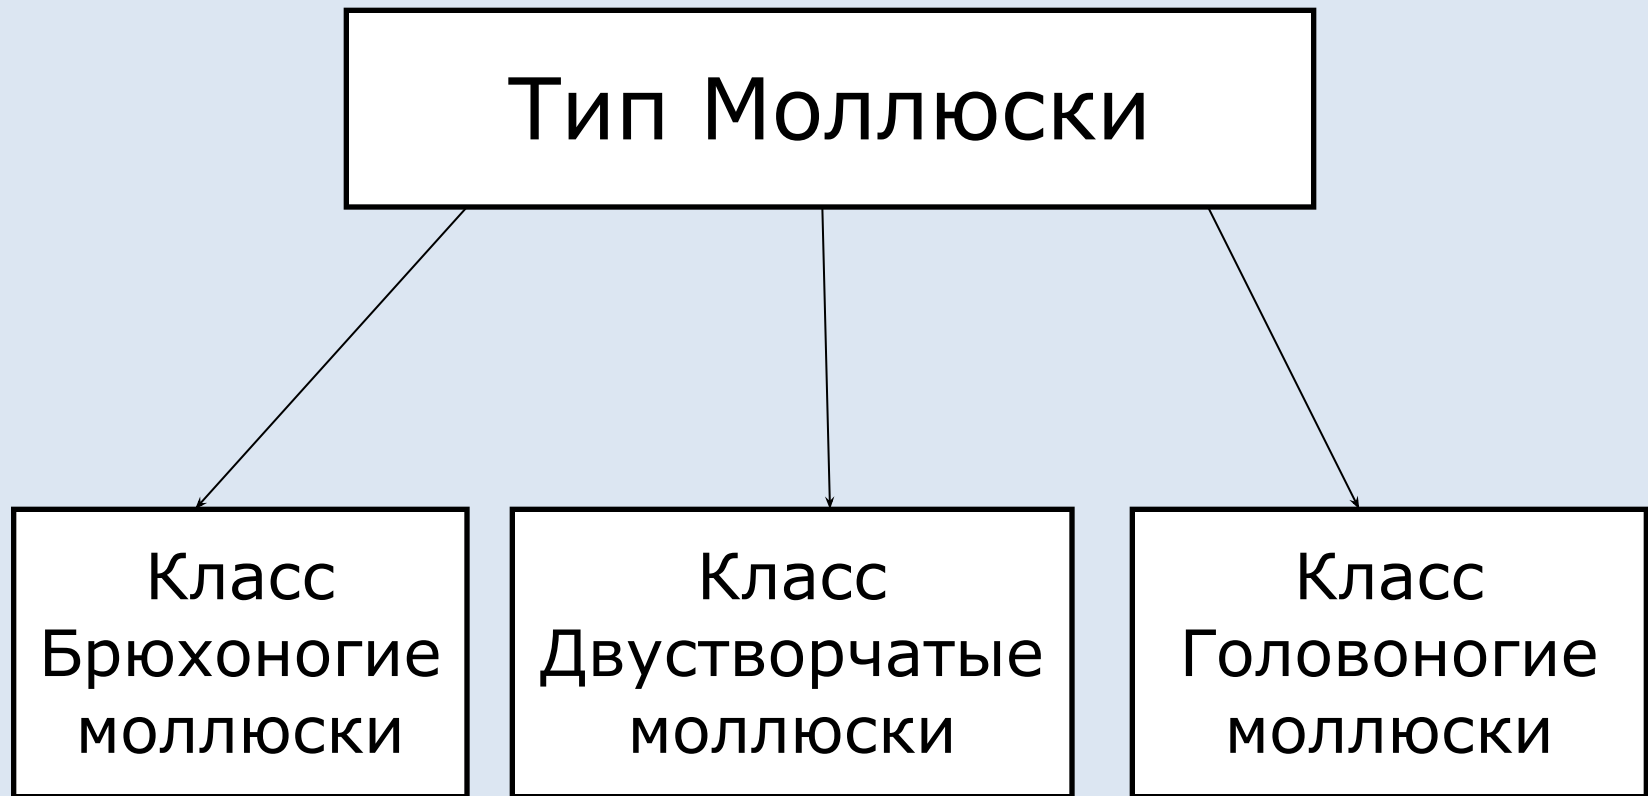 Тип Моллюски
Класс
Брюхоногие
моллюски
Класс
Двустворчатые
моллюски
Класс
Головоногие
моллюски